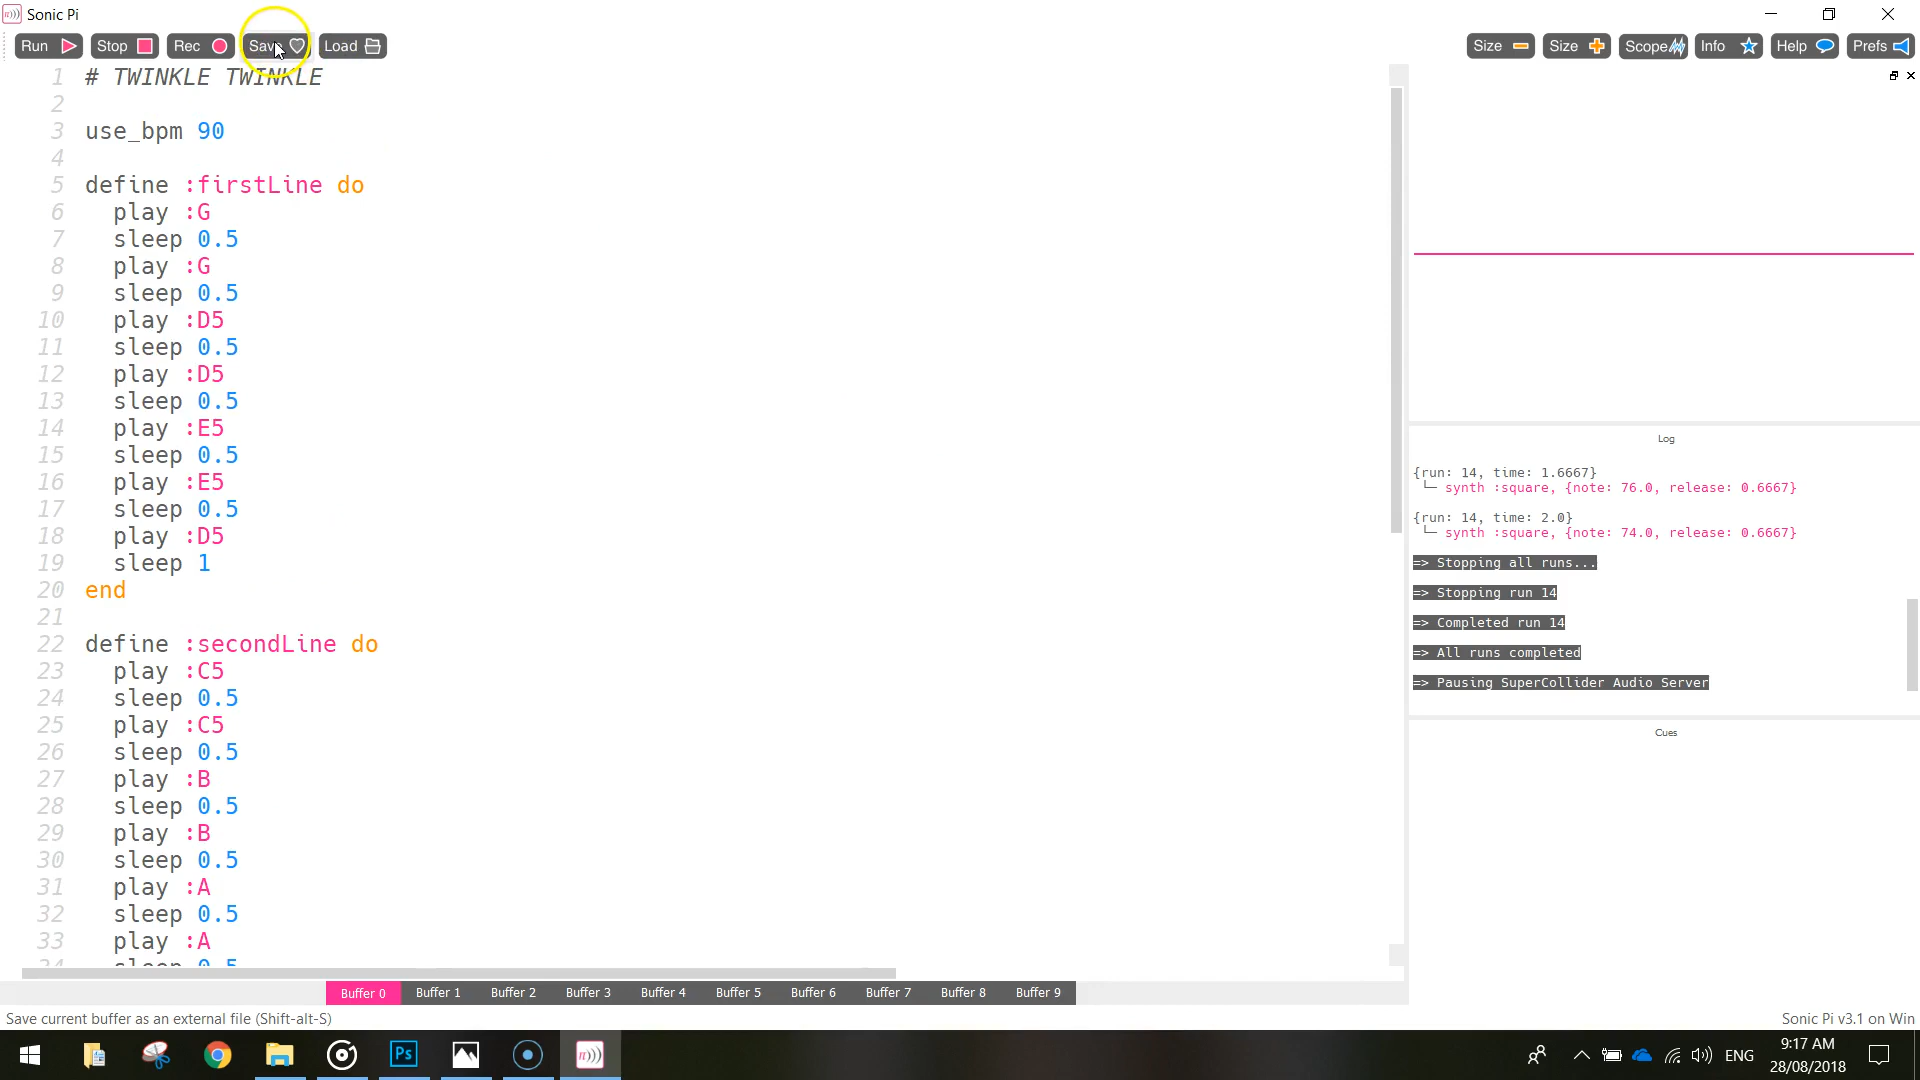 Sonic Pi
Run Stop Rec Save Load Size Size Scope Info Help Prefs
1 # TWINKLE TWINKLE
2
3 use_bpm 90
4
5 define :firstLine do
6 play :G
7 sleep 0.5
8 play :G
9 sleep 0.5
10 play :D5
11 sleep 0.5
12 play :D5
13 sleep 0.5
14 play :E5
15 sleep 0.5
16 play :E5
17 sleep 0.5
18 play :D5
19 sleep 1
20 end
21
22 define :secondLine do
23 play :C5
24 sleep 0.5
25 play :C5
26 sleep 0.5
27 play :B
28 sleep 0.5
29 play :B
30 sleep 0.5
31 play :A
32 sleep 0.5
33 play :A
34 sleep 0.5
Log
{run: 14, time: 1.6667}
└─ synth :square, {note: 76.0, release: 0.6667}
{run: 14, time: 2.0}
└─ synth :square, {note: 74.0, release: 0.6667}
=> Stopping all runs...
=> Stopping run 14
=> Completed run 14
=> All runs completed
=> Pausing SuperCollider Audio Server
Cues
Buffer 0 Buffer 1 Buffer 2 Buffer 3 Buffer 4 Buffer 5 Buffer 6 Buffer 7 Buffer 8 Buffer 9
Save current buffer as an external file (Shift-alt-S)
Sonic Pi v3.1 on Win
Ps
ENG
9:17 AM
28/08/2018